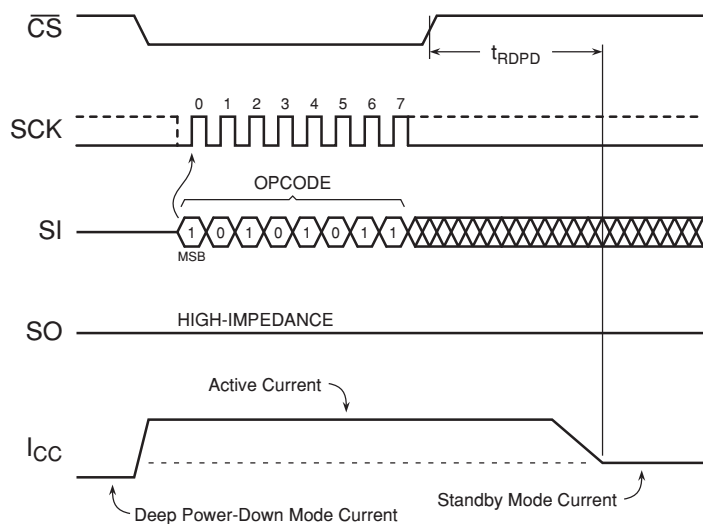 CS
tRDPD
SCK
0 1 2 3 4 5 6 7
OPCODE
SI
1 0 1 0 1 0 1 1
MSB
SO
HIGH-IMPEDANCE
Active Current
ICC
Deep Power-Down Mode Current
Standby Mode Current